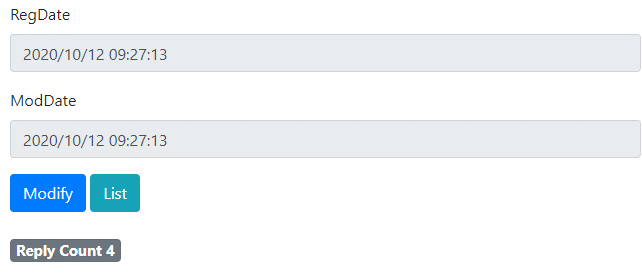 RegDate
2020/10/12 09:27:13
ModDate
2020/10/12 09:27:13
Modify List
Reply Count 4